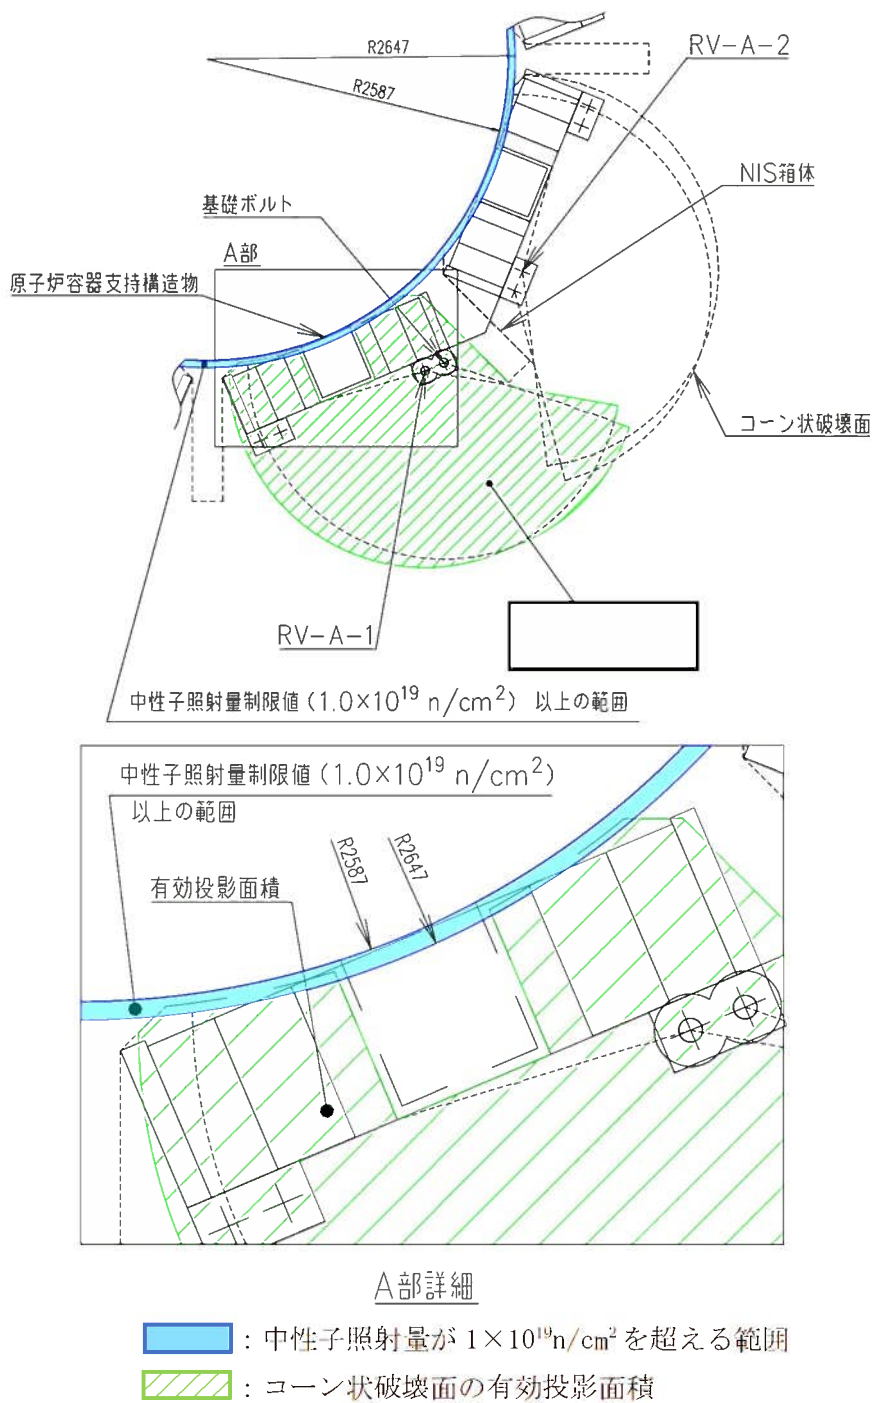 R2647
RV-A-2
R2587
NIS箱体
基礎ボルト
A部
原子炉容器支持構造物
コーン状破壊面
RV-A-1
中性子照射量制限値(1.0×10¹⁹ n/cm²) 以上の範囲
中性子照射量制限値(1.0×10¹⁹ n/cm²)
以上の範囲
R2587
R2647
有効投影面積
A部詳細
:中性子照射量が1×10¹⁹n/cm²を超える範囲
:コーン状破壊面の有効投影面積